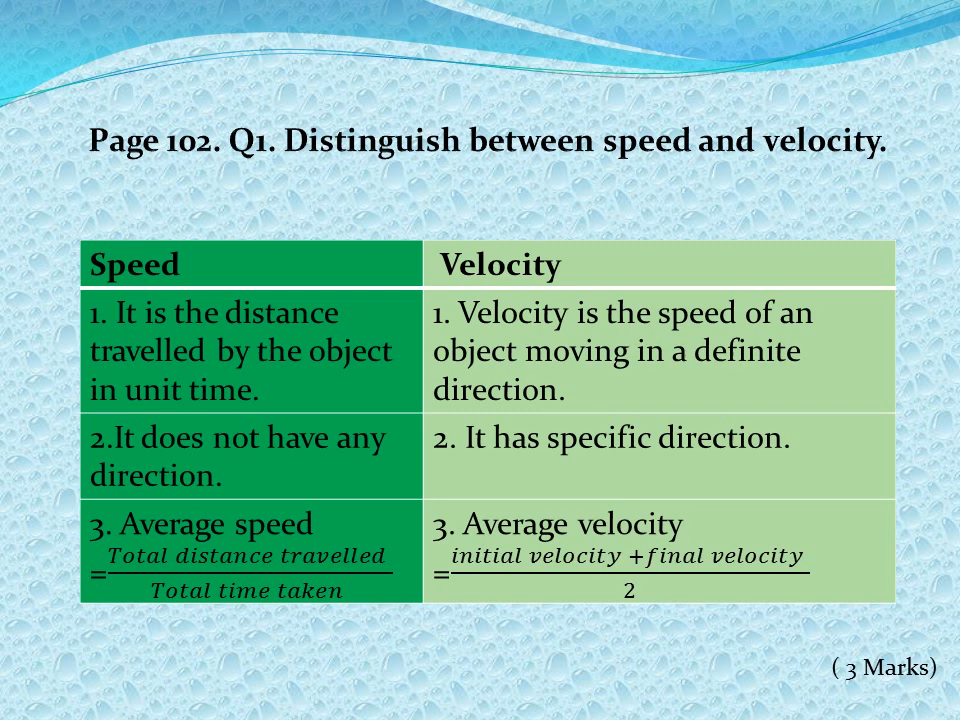 Page 102. Q1. Distinguish between speed and velocity.
Speed
Velocity
1. It is the distance
travelled by the object
in unit time.
1. Velocity is the speed of an
object moving in a definite
direction.
2.It does not have any
direction.
2. It has specific direction.
3. Average speed
=Total distance travelled
Total time taken
3. Average velocity
=initial velocity +final velocity
2
( 3 Marks)